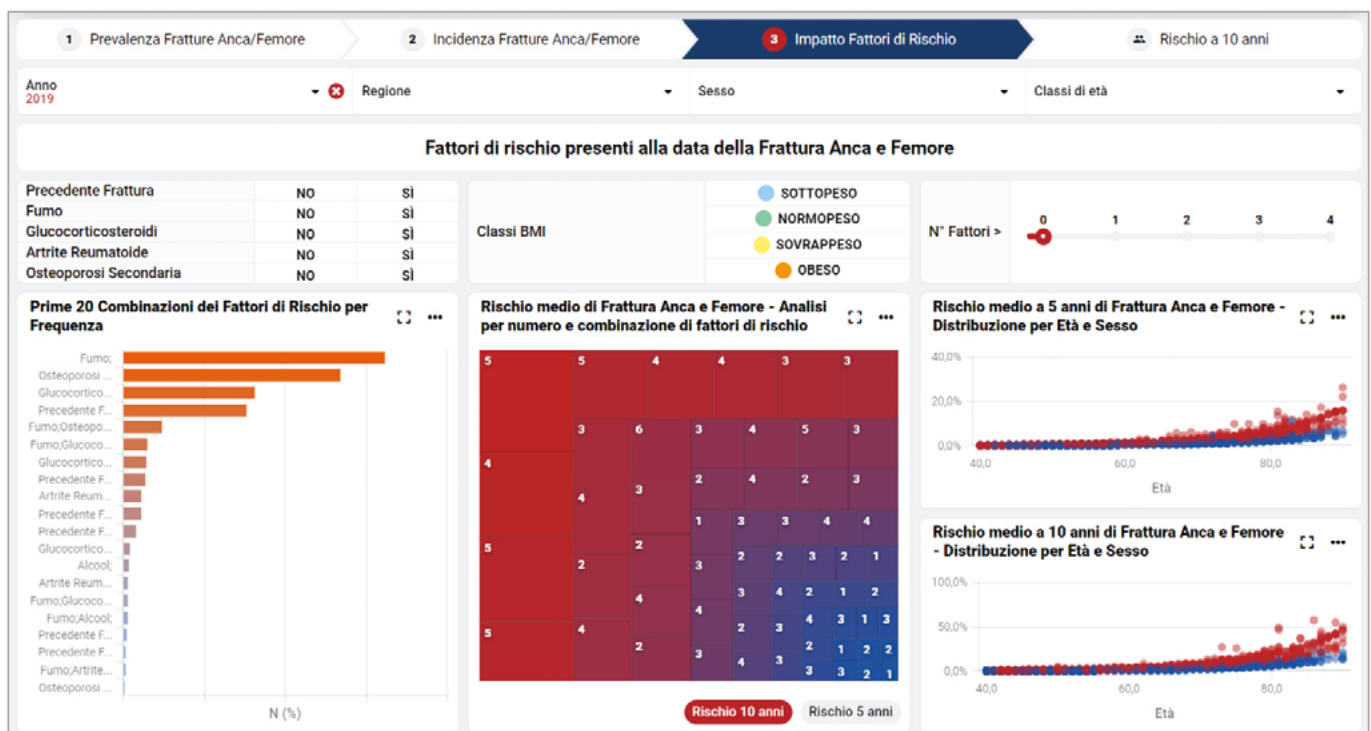 1 Prevalenza Fratture Anca/Femore
2 Incidenza Fratture Anca/Femore
3 Impatto Fattori di Rischio
Rischio a 10 anni
Anno
2019
Regione
Sesso
Classi di età
Fattori di rischio presenti alla data della Frattura Anca e Femore
Precedente Frattura NO SÌ
Fumo NO SÌ
Glucocorticosteroidi NO SÌ
Artrite Reumatoide NO SÌ
Osteoporosi Secondaria NO SÌ
Classi BMI
SOTTOPESO
NORMOPESO
SOVRAPPESO
OBESO
N° Fattori >
0 1 2 3 4
Prime 20 Combinazioni dei Fattori di Rischio per
Frequenza
Fumo;
Osteoporosi ...
Glucocortico...
Precedente F...
Fumo;Osteopo...
Fumo;Glucoco...
Glucocortico...
Precedente F...
Artrite Reum...
Precedente F...
Precedente F...
Glucocortico...
Alcool;
Artrite Reum...
Fumo;Glucoco...
Fumo;Alcool;
Precedente F...
Precedente F...
Fumo;Artrite...
Osteoporosi ...
N (%)
Rischio medio di Frattura Anca e Femore - Analisi
per numero e combinazione di fattori di rischio
5 5 4 4 3 3
3 6 3 4 5 3
4
2 4 2 3
4 3
1 3 3 4 4
5 2
2 2 3 2 1
2 3
3 4 2 1 2
4 4
4 3 1 3
5 4 2 3
2 2 1 2 2
3 4 3 3 3 2 1
Rischio 10 anni
Rischio 5 anni
Rischio medio a 5 anni di Frattura Anca e Femore -
Distribuzione per Età e Sesso
40,0%
20,0%
0,0%
40,0 60,0 80,0
Età
Rischio medio a 10 anni di Frattura Anca e Femore
- Distribuzione per Età e Sesso
100,0%
50,0%
0,0%
40,0 60,0 80,0
Età